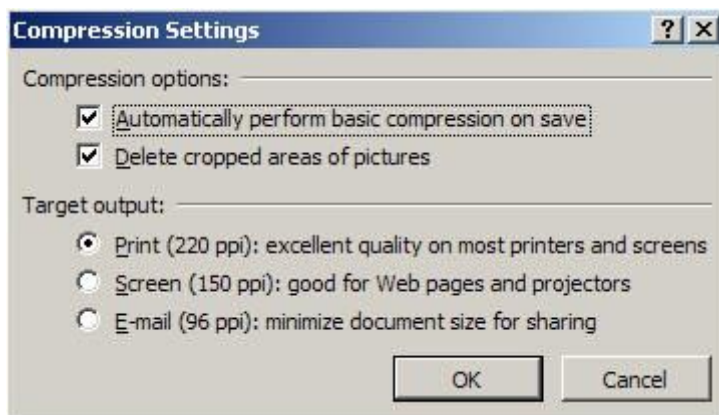 Compression Settings
Compression options:
Automatically perform basic compression on save
Delete cropped areas of pictures
Target output:
Print (220 ppi): excellent quality on most printers and screens
Screen (150 ppi): good for Web pages and projectors
E-mail (96 ppi): minimize document size for sharing
OK Cancel